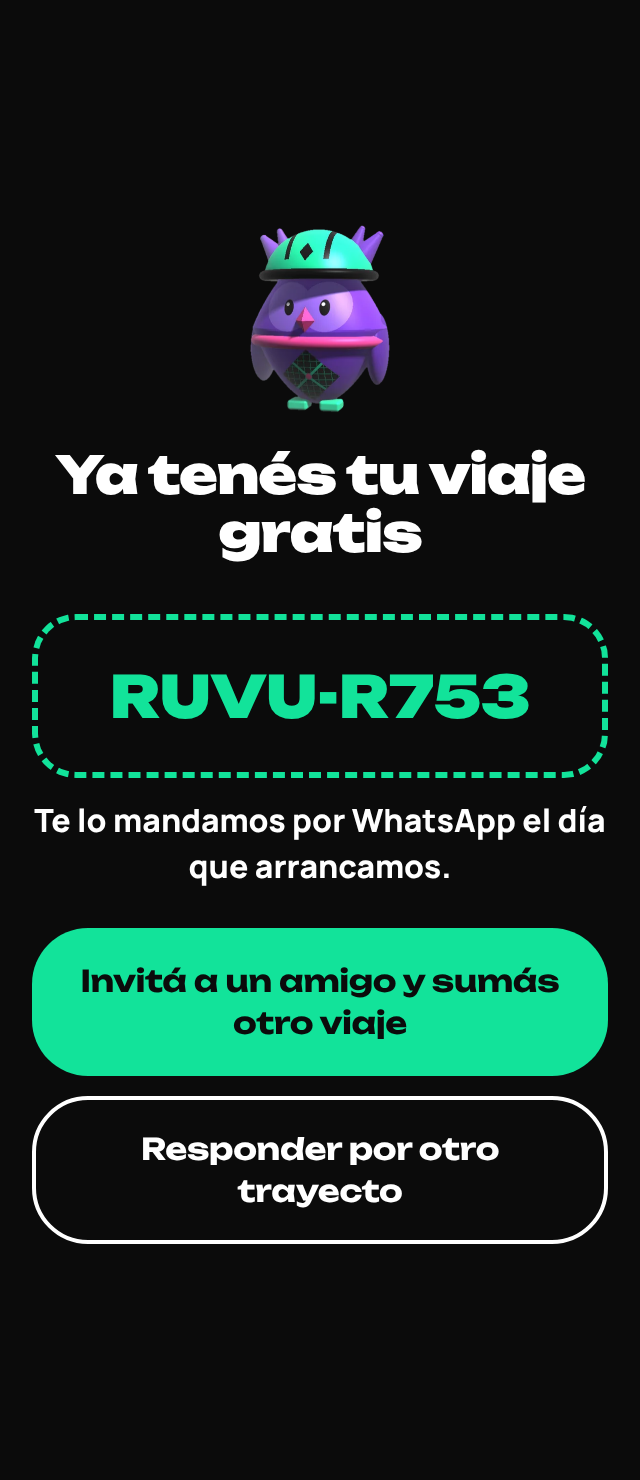 Ya tenés tu viaje
gratis
RUVU-R753
Te lo mandamos por WhatsApp el día
que arrancamos.
Invitá a un amigo y sumás
otro viaje
Responder por otro
trayecto